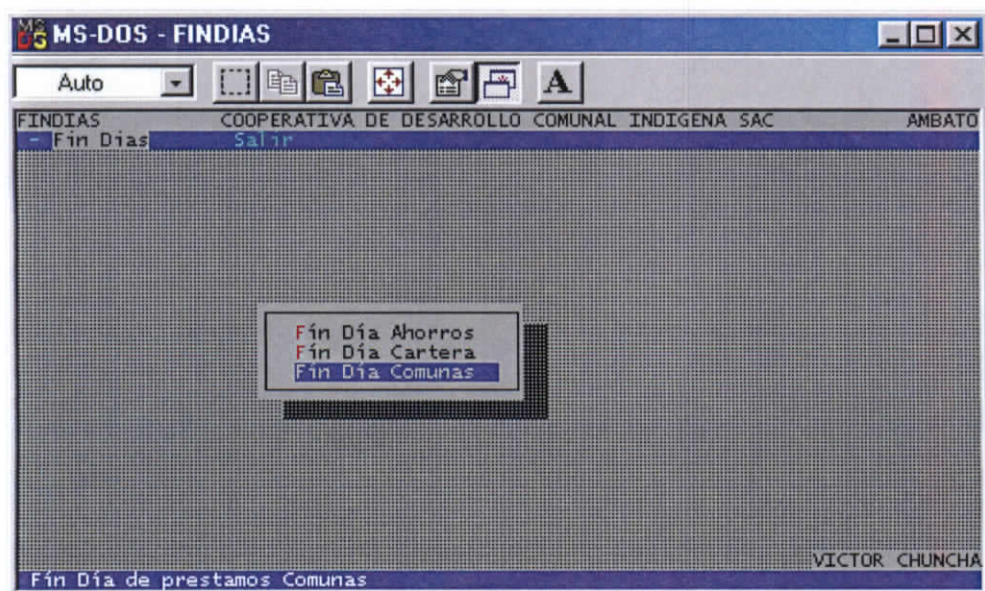 MS-DOS - FINDIAS
Auto
A
FINDIAS COOPERATIVA DE DESARROLLO COMUNAL INDIGENA SAC AMBATO
- Fin Dias Salir
Fín Día Ahorros
Fín Día Cartera
Fín Día Comunas
VICTOR CHUNCHA
Fín Día de prestamos Comunas